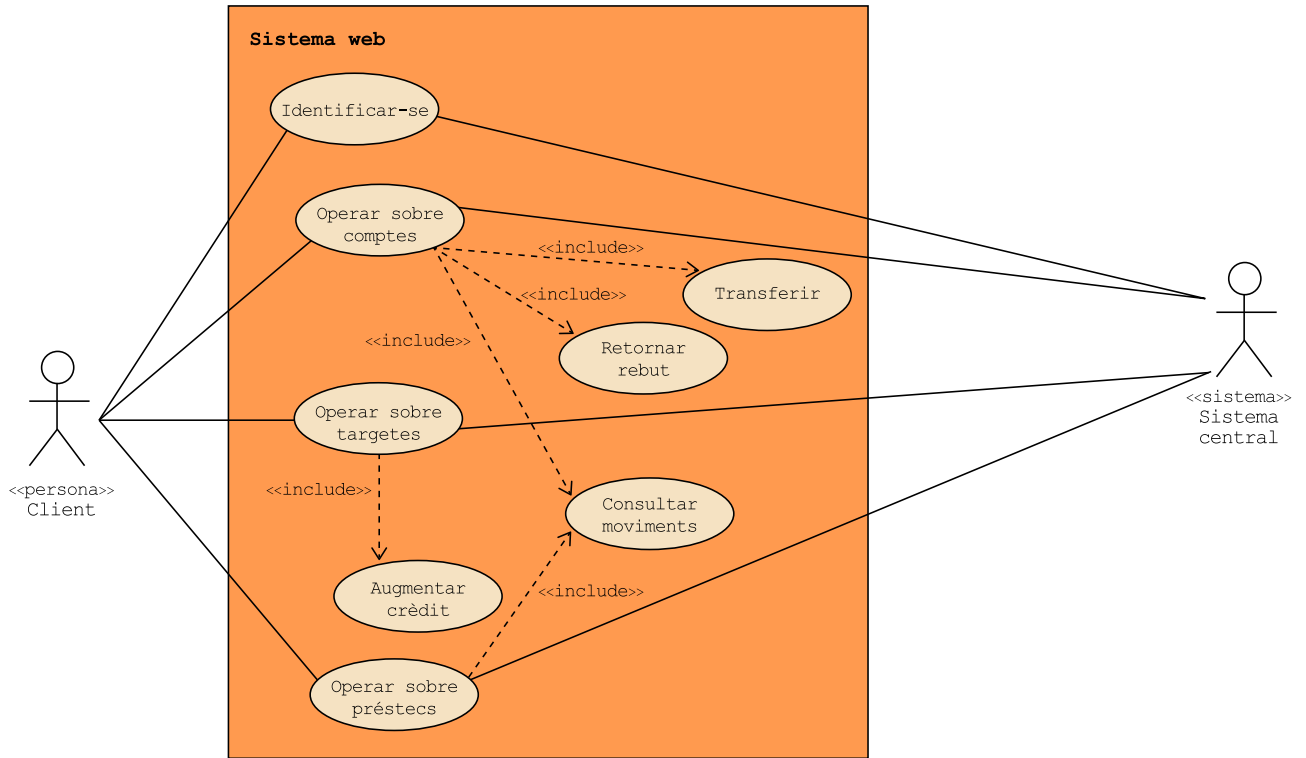 Sistema web
Identificar-se
Operar sobre
comptes
<<include>>
Transferir
<<include>>
Retornar
rebut
<<include>>
Operar sobre
targetes
<<include>>
Consultar
moviments
Augmentar
crèdit
<<include>>
Operar sobre
préstecs
<<persona>>
Client
<<sistema>>
Sistema
central